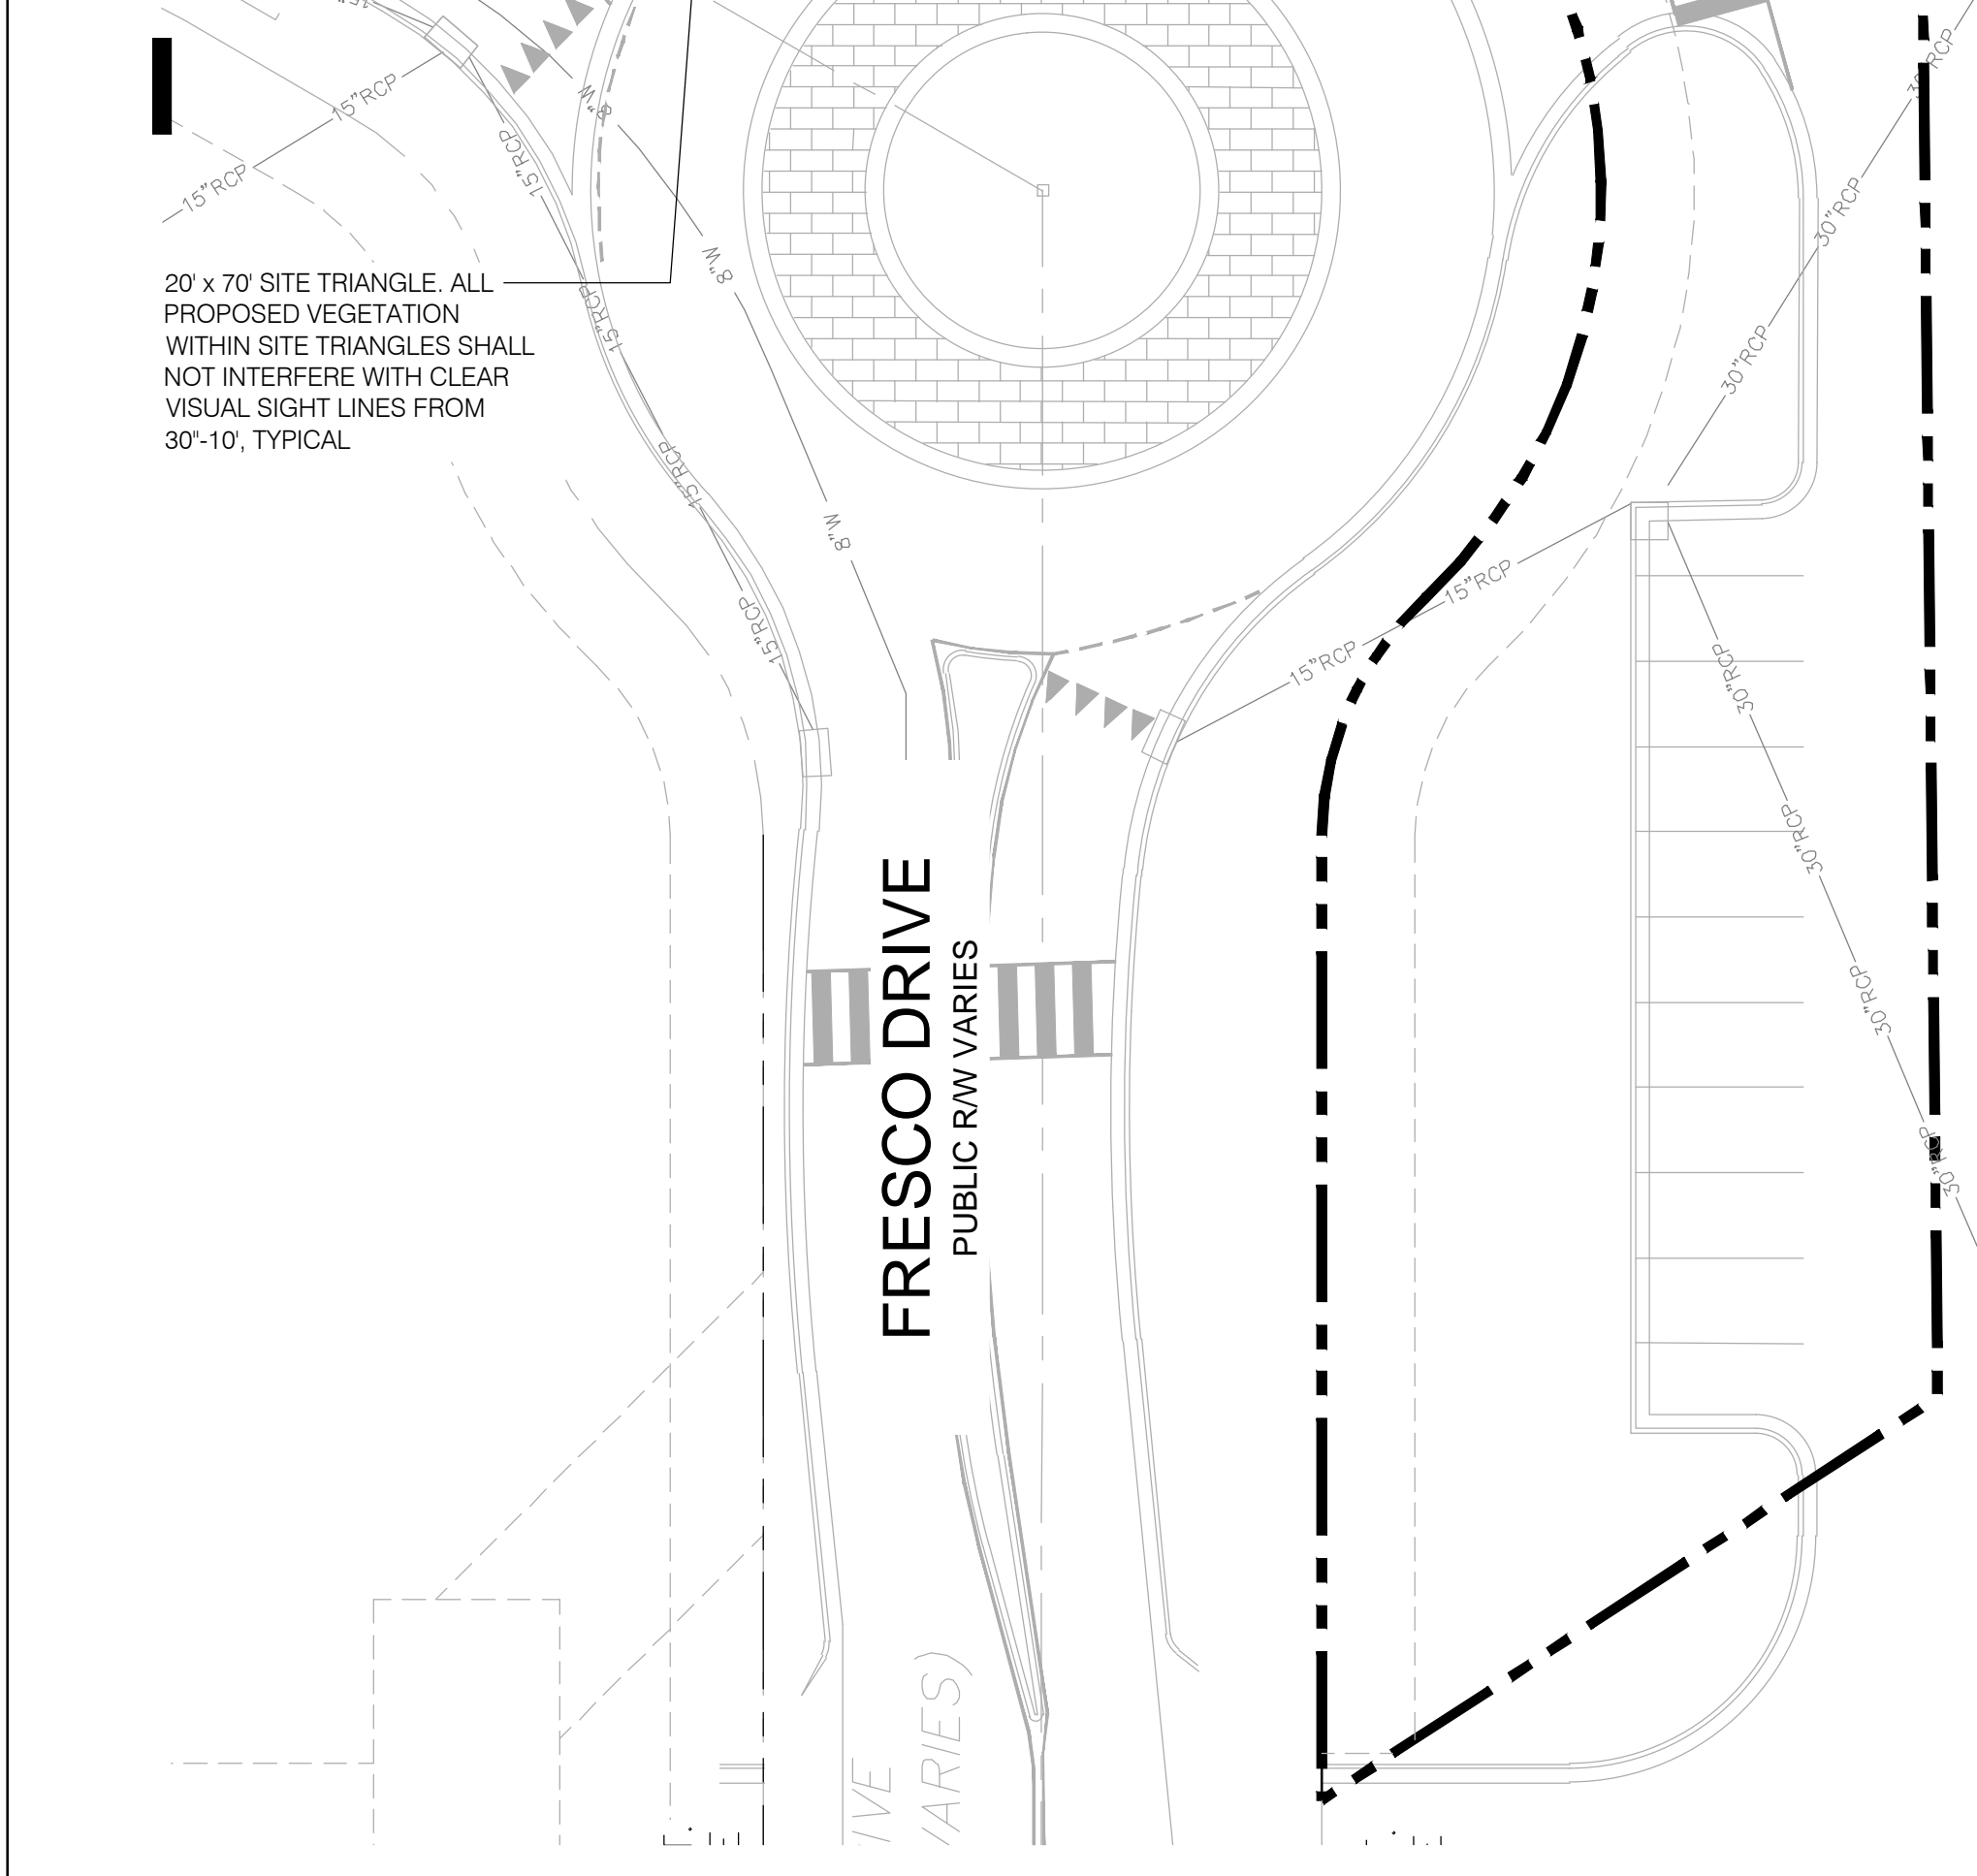 15"RCP
15"RCP
15"RCP
15"RCP
15"RCP
15"RCP
8"W
8"W
8"W
20' x 70' SITE TRIANGLE. ALL
PROPOSED VEGETATION
WITHIN SITE TRIANGLES SHALL
NOT INTERFERE WITH CLEAR
VISUAL SIGHT LINES FROM
30"-10', TYPICAL
30"RCP
30"RCP
30"RCP
15"RCP
15"RCP
30"RCP
30"RCP
30"RCP
30"RCP
FRESCO DRIVE
PUBLIC R/W VARIES
VARIES)